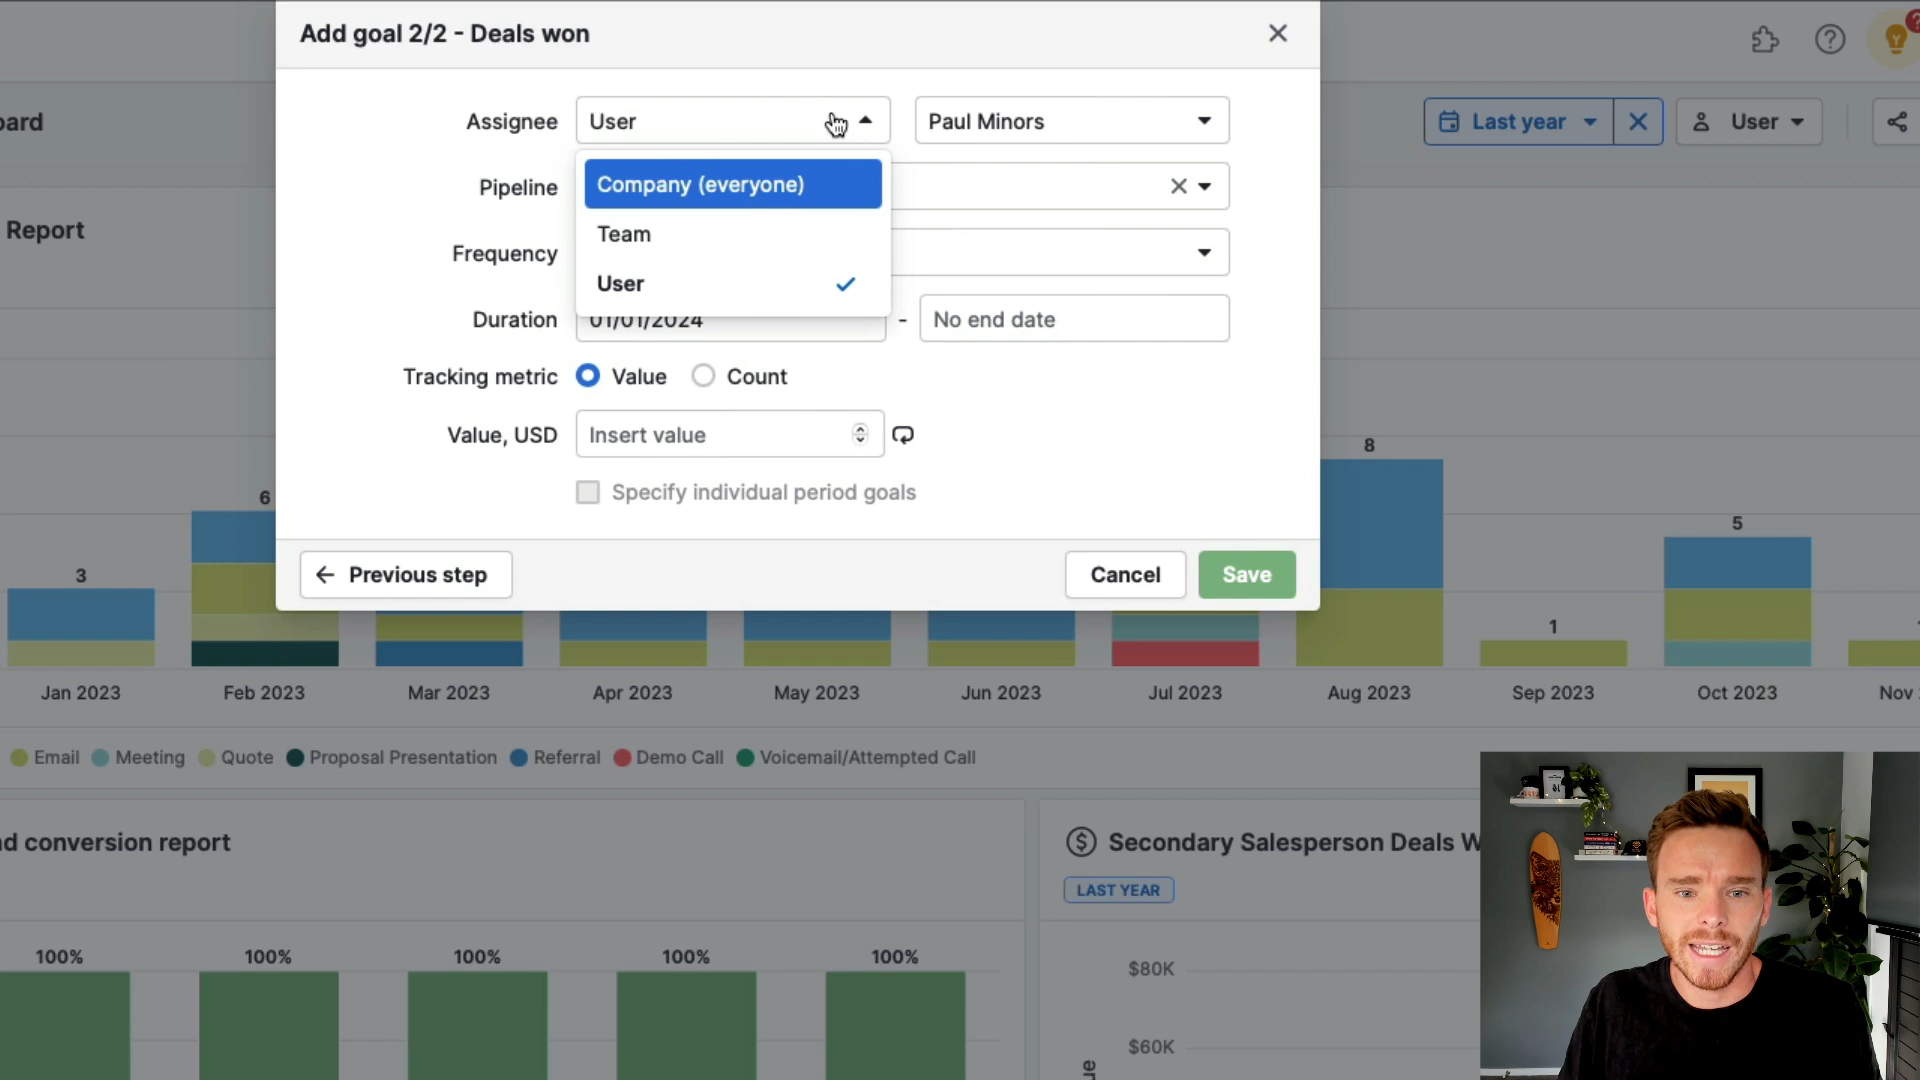 Add goal 2/2 - Deals won
oard
Last year
User
Assignee
User
Paul Minors
Pipeline
Company (everyone)
Team
User
Report
Frequency
Duration
01/01/2024
-
No end date
Tracking metric
Value
Count
Value, USD
Insert value
Specify individual period goals
Previous step
Cancel
Save
3
6
8
1
5
Jan 2023
Feb 2023
Mar 2023
Apr 2023
May 2023
Jun 2023
Jul 2023
Aug 2023
Sep 2023
Oct 2023
Nov
Email
Meeting
Quote
Proposal Presentation
Referral
Demo Call
Voicemail/Attempted Call
d conversion report
Secondary Salesperson Deals W
LAST YEAR
100%
100%
100%
100%
100%
$80K
$60K
ue